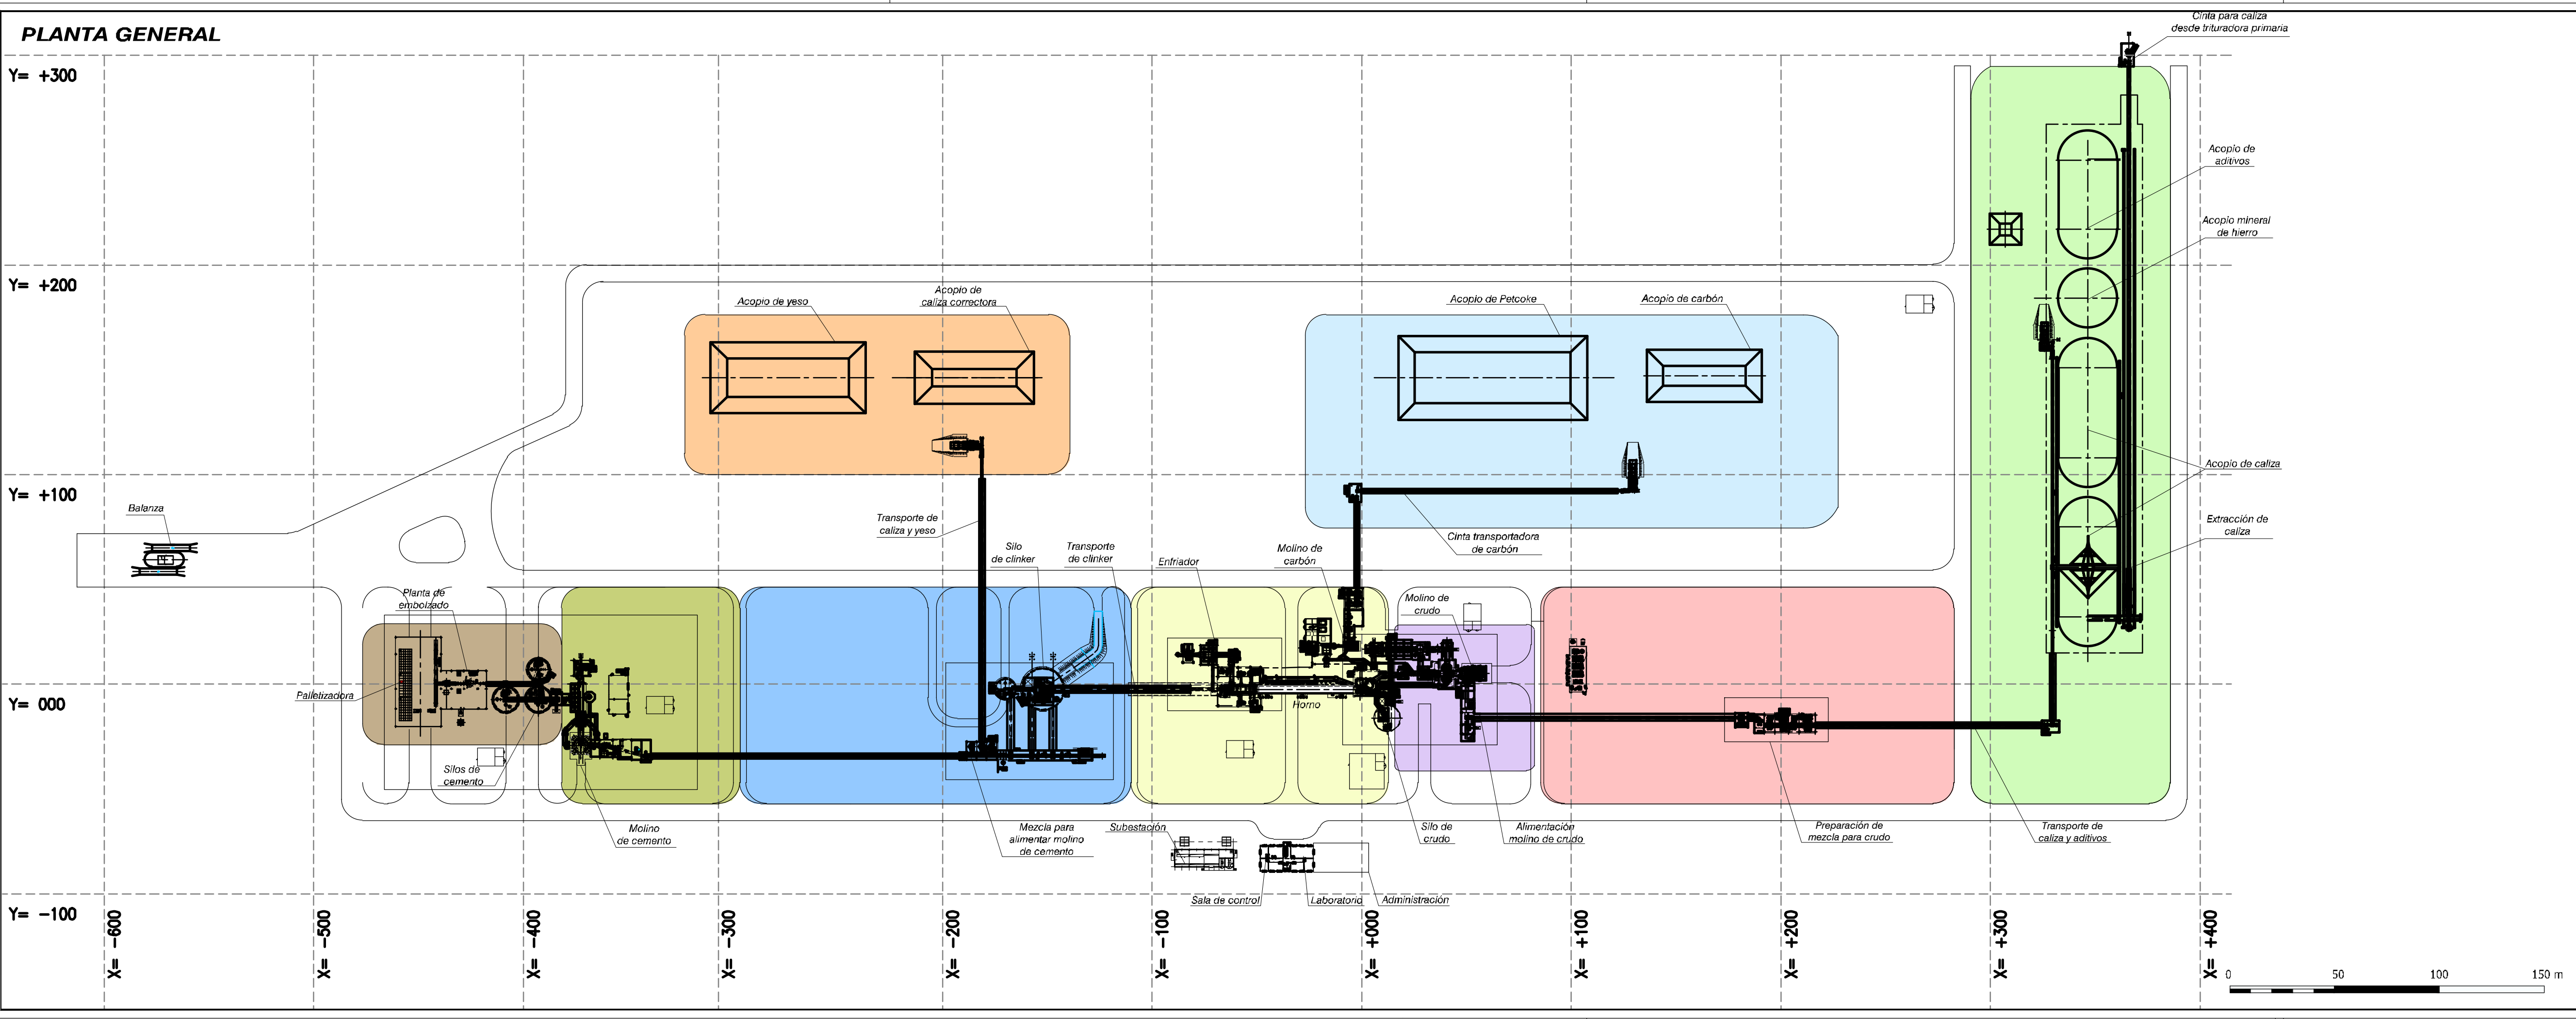 PLANTA GENERAL
Cinta para caliza
desde trituradora primaria
Y= +300
Acopio de
aditivos
Acopio mineral
de hierro
Y= +200
Acopio de yeso
Acopio de
caliza correctora
Acopio de Petcoke
Acopio de carbón
Acopio de caliza
Y= +100
Balanza
Transporte de
caliza y yeso
Silo
de clinker
Transporte
de clinker
Enfriador
Molino de
carbón
Cinta transportadora
de carbón
Extracción de
caliza
Planta de
embolzado
Molino de
crudo
Palletizadora
Y= 000
Horno
Silos de
cemento
Molino
de cemento
Mezcla para
alimentar molino
de cemento
Subestación
Silo de
crudo
Alimentación
molino de crudo
Preparación de
mezcla para crudo
Transporte de
caliza y aditivos
Sala de control
Laboratorio
Administración
Y= -100
X= -600
X= -500
X= -400
X= -300
X= -200
X= -100
X= +000
X= +100
X= +200
X= +300
X= +400
0 50 100 150 m